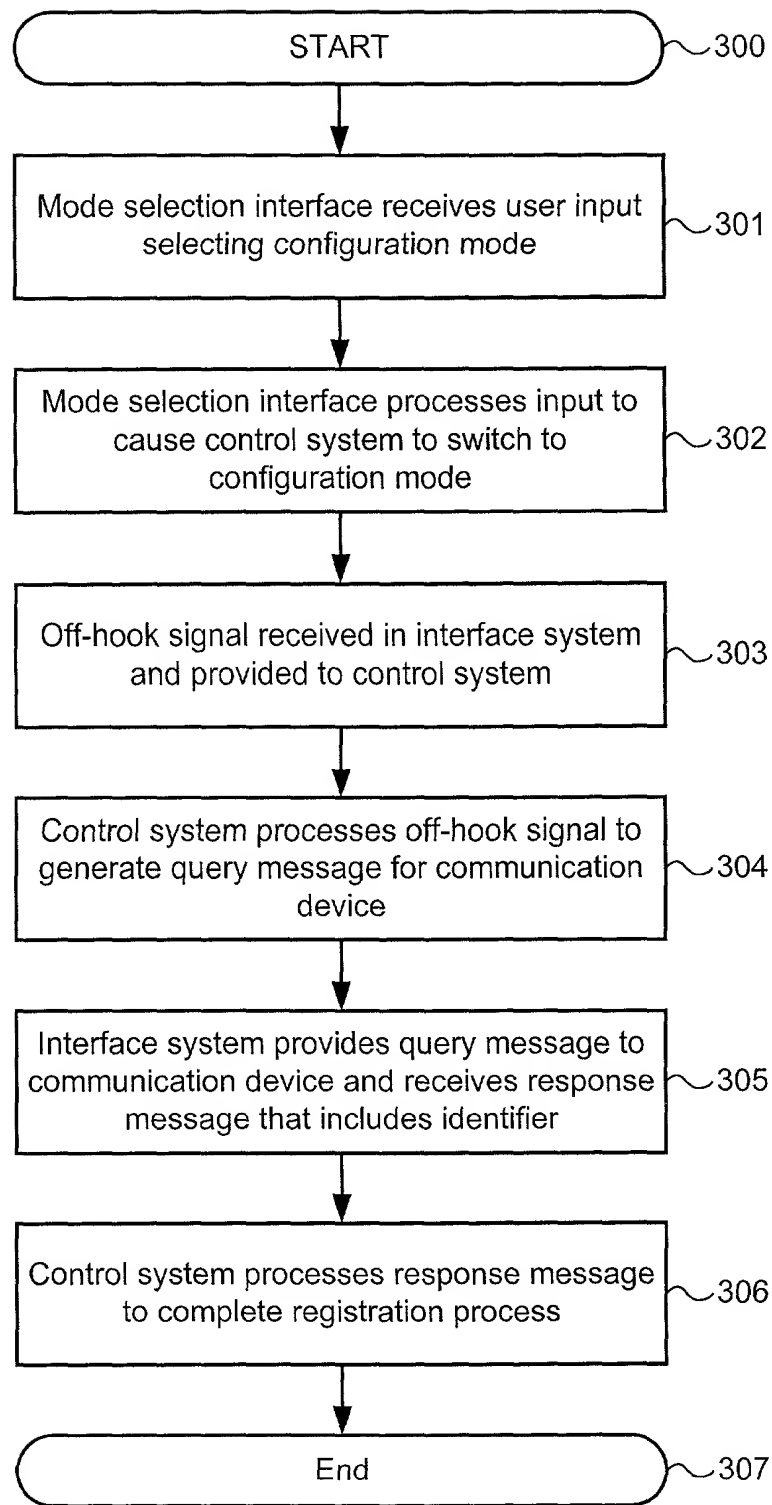 START
300
Mode selection interface receives user input
selecting configuration mode
301
Mode selection interface processes input to
cause control system to switch to
configuration mode
302
Off-hook signal received in interface system
and provided to control system
303
Control system processes off-hook signal to
generate query message for communication
device
304
Interface system provides query message to
communication device and receives response
message that includes identifier
305
Control system processes response message
to complete registration process
306
End
307